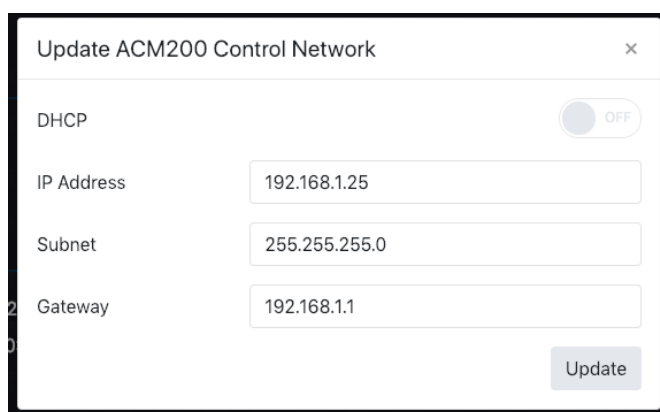 Update ACM200 Control Network ×
DHCP OFF
IP Address 192.168.1.25
Subnet 255.255.255.0
Gateway 192.168.1.1
Update